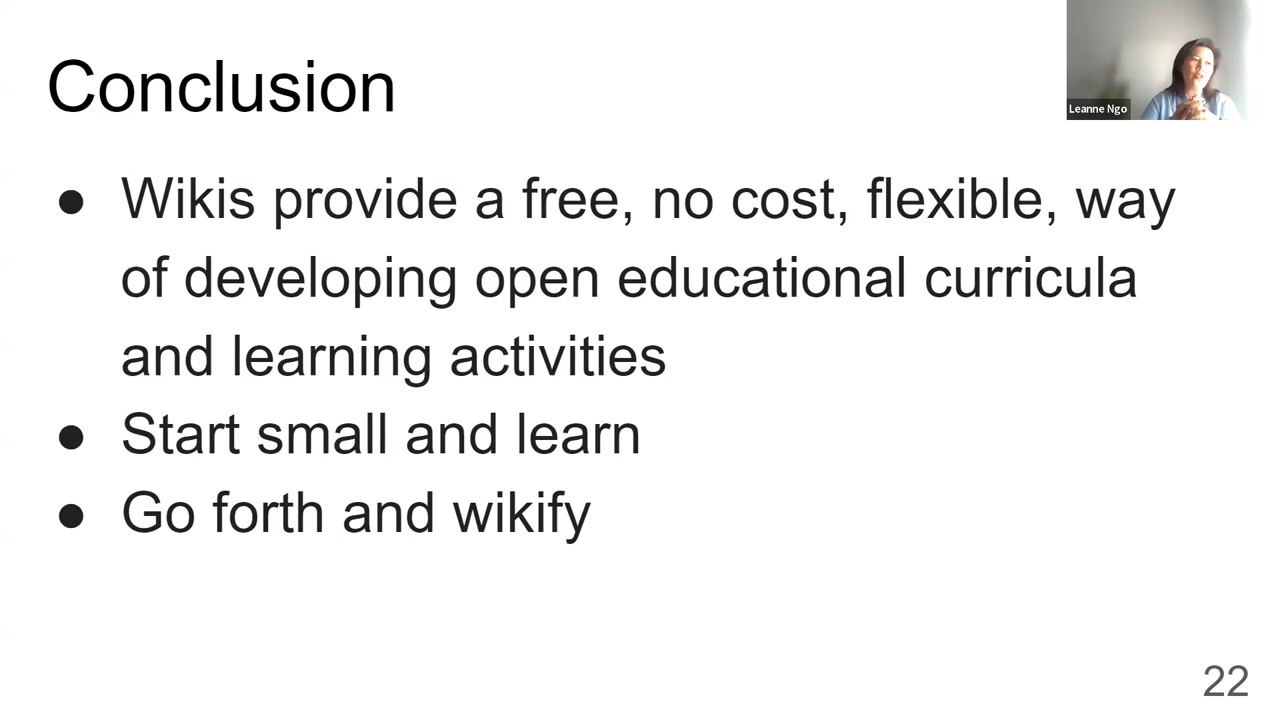 Conclusion
Leanne Ngo
● Wikis provide a free, no cost, flexible, way
of developing open educational curricula
and learning activities
● Start small and learn
● Go forth and wikify
22